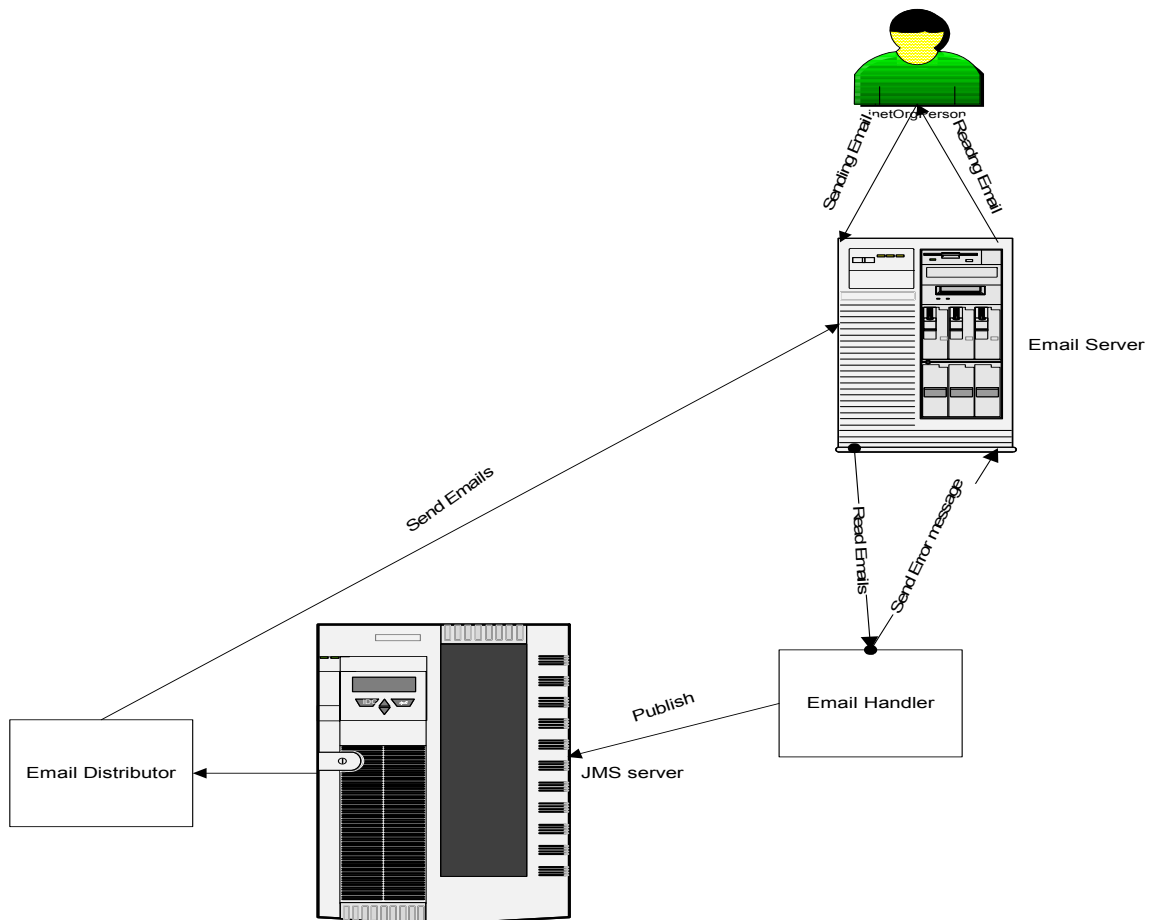 inetOrgPerson
Sending Email
Reading Email
Email Server
Send Emails
Read Emails
Send Error message
Email Handler
Publish
JMS server
Email Distributor